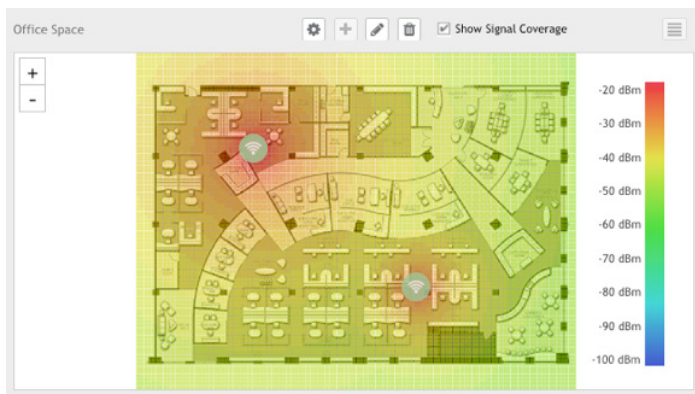 Office Space
Show Signal Coverage
+
-
-20 dBm
-30 dBm
-40 dBm
-50 dBm
-60 dBm
-70 dBm
-80 dBm
-90 dBm
-100 dBm